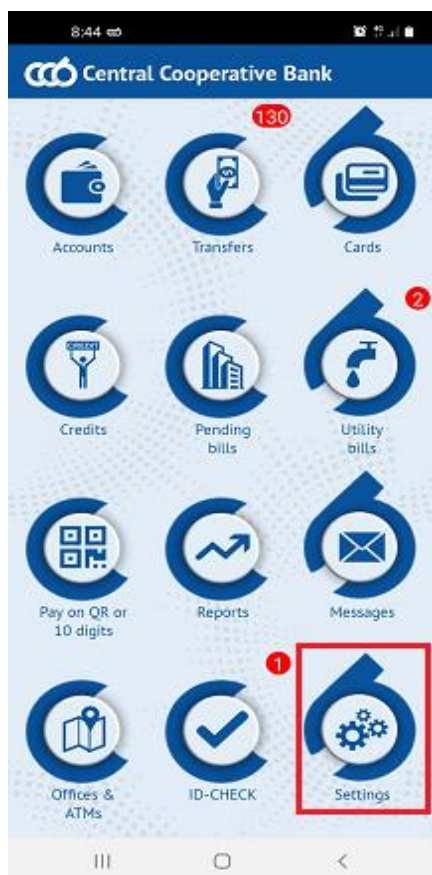 8:44
Central Cooperative Bank
130
Accounts
Transfers
Cards
2
CREDIT
Credits
Pending
bills
Utility
bills
Pay on QR or
10 digits
Reports
Messages
1
Offices &
ATMs
ID-CHECK
Settings